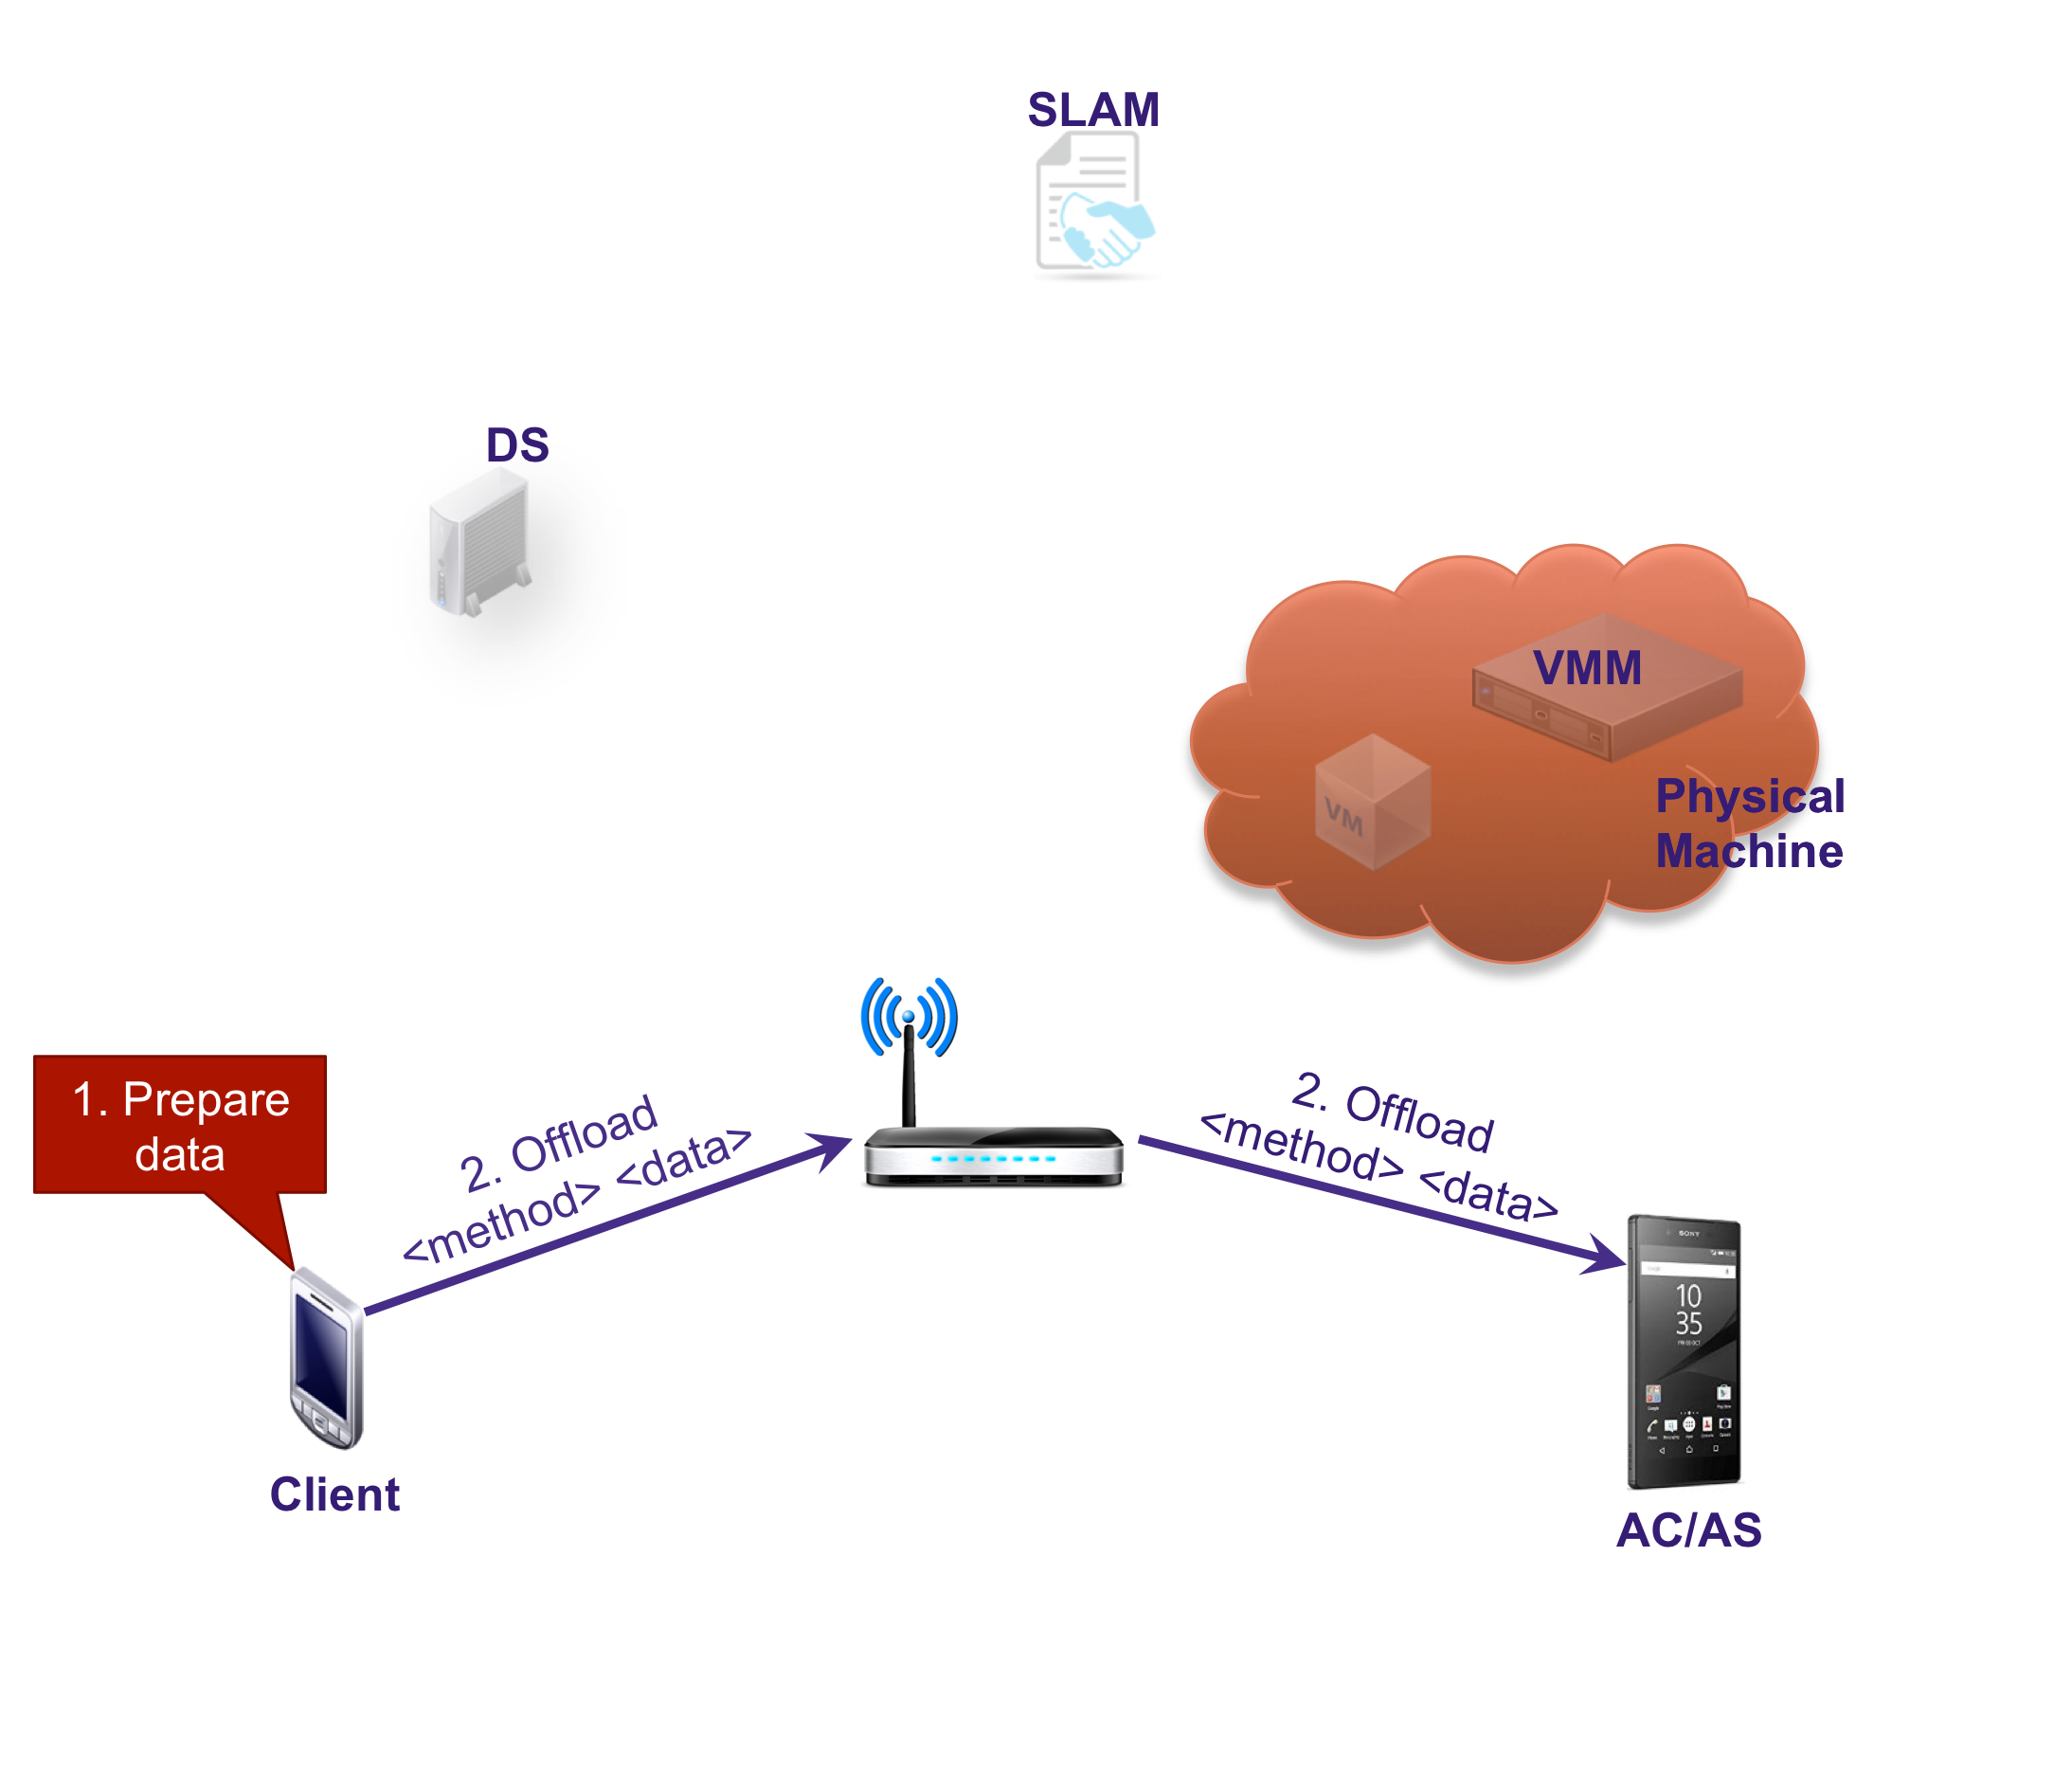 SLAM
DS
VMM
VM
Physical
Machine
1. Prepare
data
2. Offload
<method> <data>
2. Offload
<method> <data>
SONY
10
35
Client
AC/AS